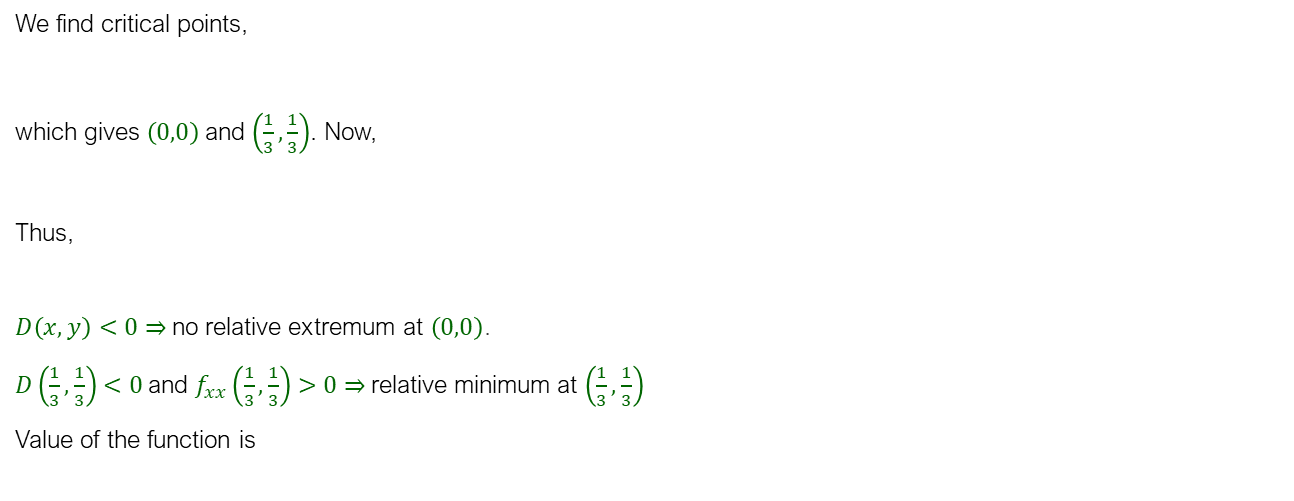 We find critical points,
which gives (0,0) and (1/3, 1/3). Now,
Thus,
D(x, y) < 0 ⇒ no relative extremum at (0,0).
D (1/3, 1/3) < 0 and fxx (1/3, 1/3) > 0 ⇒ relative minimum at (1/3, 1/3)
Value of the function is